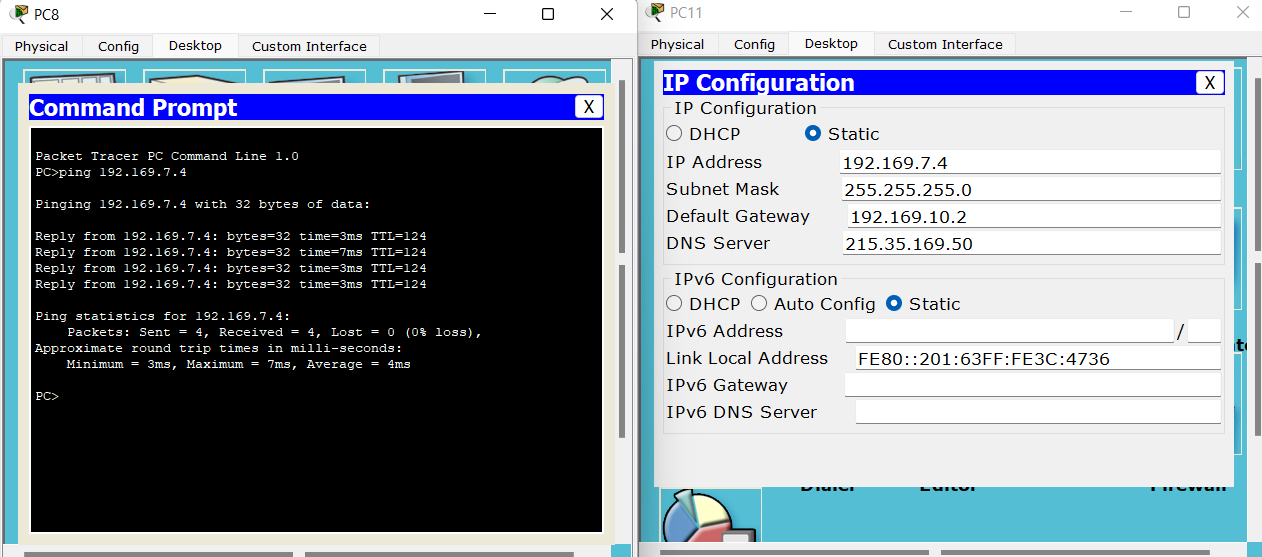 PC8
Physical Config Desktop Custom Interface
Command Prompt X
Packet Tracer PC Command Line 1.0
PC>ping 192.169.7.4
Pinging 192.169.7.4 with 32 bytes of data:
Reply from 192.169.7.4: bytes=32 time=3ms TTL=124
Reply from 192.169.7.4: bytes=32 time=7ms TTL=124
Reply from 192.169.7.4: bytes=32 time=3ms TTL=124
Reply from 192.169.7.4: bytes=32 time=3ms TTL=124
Ping statistics for 192.169.7.4:
Packets: Sent = 4, Received = 4, Lost = 0 (0% loss),
Approximate round trip times in milli-seconds:
Minimum = 3ms, Maximum = 7ms, Average = 4ms
PC>
PC11
Physical Config Desktop Custom Interface
IP Configuration X
IP Configuration
DHCP Static
IP Address 192.169.7.4
Subnet Mask 255.255.255.0
Default Gateway 192.169.10.2
DNS Server 215.35.169.50
IPv6 Configuration
DHCP Auto Config Static
IPv6 Address /
Link Local Address FE80::201:63FF:FE3C:4736
IPv6 Gateway
IPv6 DNS Server
Dialer Editor Firewall